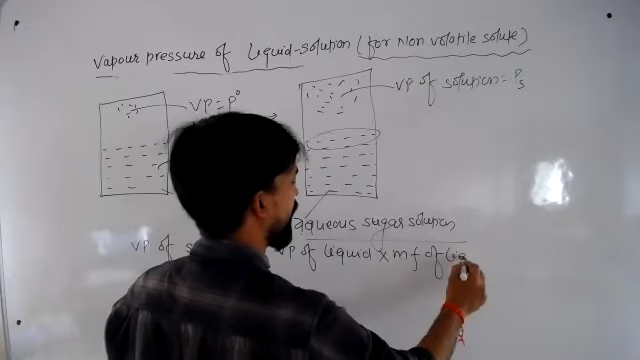 Vapour pressure of liquid-solution (for Non volatile solute)
VP = P°
VP of solution = Ps
aqueous sugar solution
VP of s
VP of liquid x mf of liq